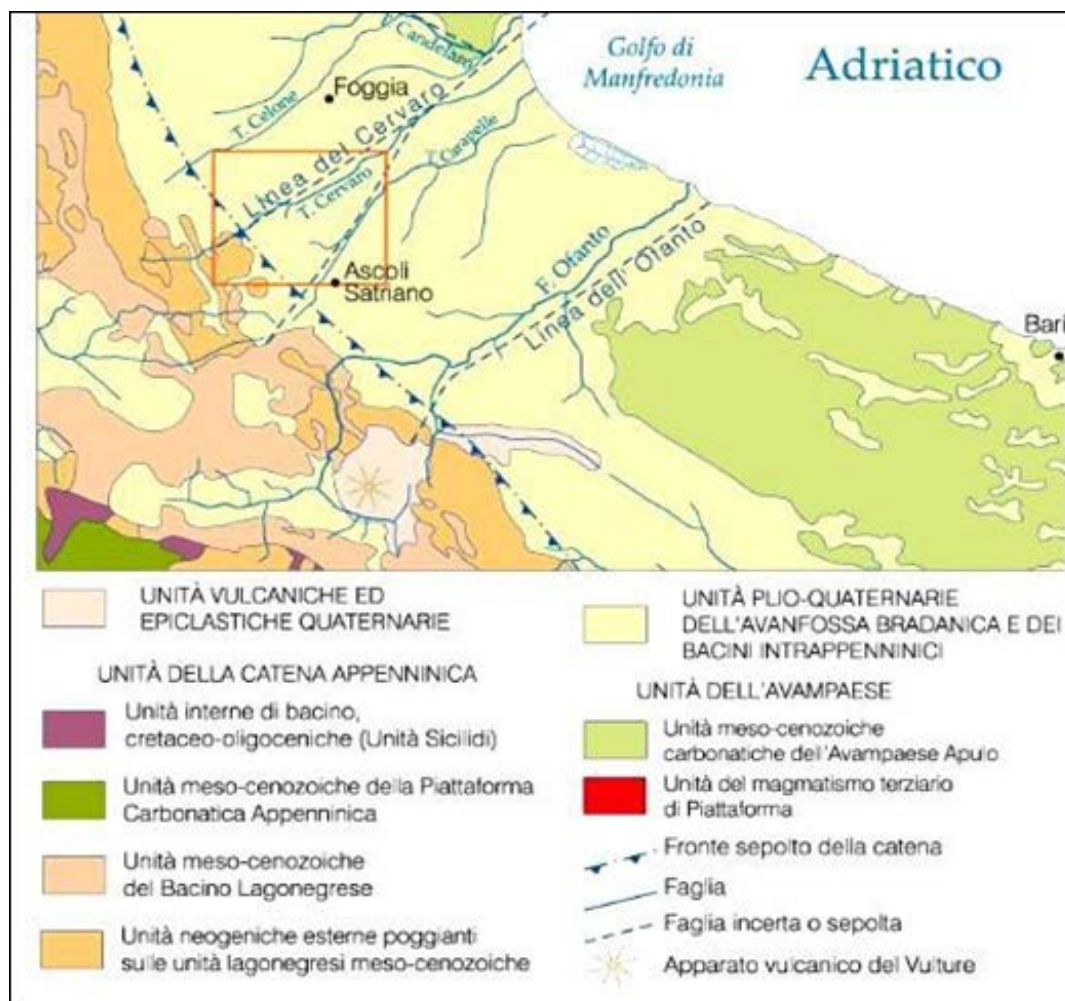 Candelaro
Golfo di
Manfredonia
Adriatico
Foggia
T. Celone
Linea del Cervaro
T. Carapelle
T. Cervaro
Ascoli
Satriano
F. Ofanto
Linea dell' Ofanto
Bari
UNITÀ VULCANICHE ED
EPICLASTICHE QUATERNARIE
UNITÀ DELLA CATENA APPENNINICA
Unità interne di bacino,
cretaceo-oligoceniche (Unità Sicilidi)
Unità meso-cenozoiche della Piattaforma
Carbonatica Appenninica
Unità meso-cenozoiche
del Bacino Lagonegrese
Unità neogeniche esterne poggianti
sulle unità lagonegresi meso-cenozoiche
UNITÀ PLIO-QUATERNARIE
DELL'AVANFOSSA BRADANICA E DEI
BACINI INTRAPPENNINICI
UNITÀ DELL'AVAMPAESE
Unità meso-cenozoiche
carbonatiche del'Avampaese Apulo
Unità del magmatismo terziario
di Piattaforma
Fronte sepolto della catena
Faglia
Faglia incerta o sepolta
Apparato vulcanico del Vulture